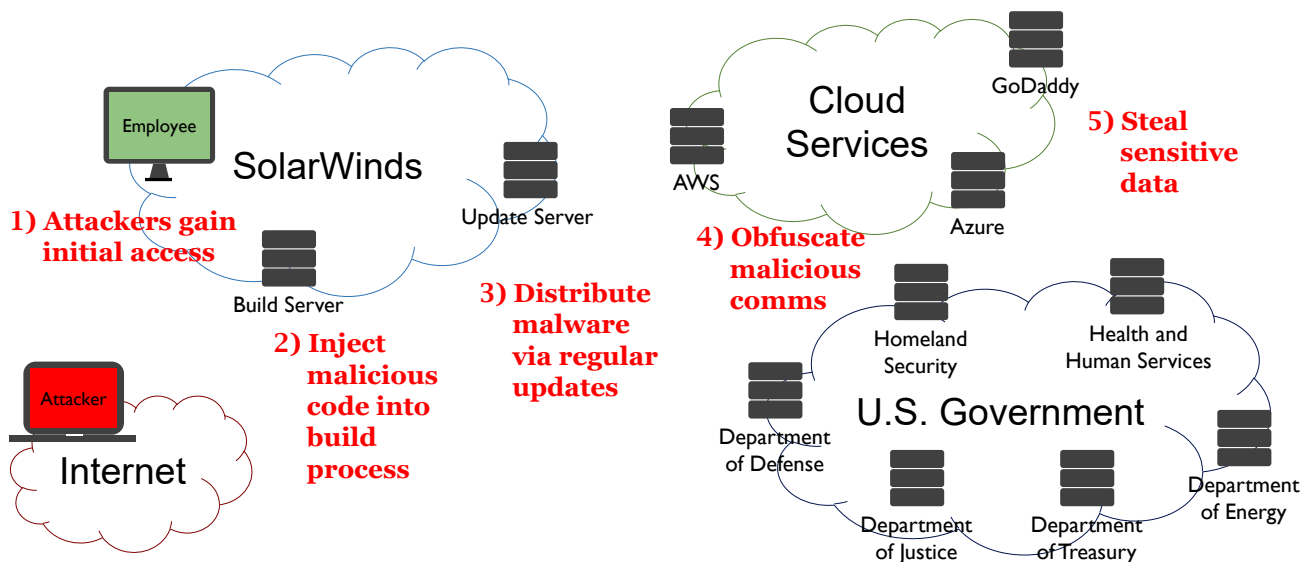 Employee
SolarWinds
Update Server
1) Attackers gain
initial access
Build Server
2) Inject
malicious
code into
build
process
3) Distribute
malware
via regular
updates
Attacker
Internet
Cloud
Services
GoDaddy
AWS
Azure
4) Obfuscate
malicious
comms
5) Steal
sensitive
data
Homeland
Security
Health and
Human Services
U.S. Government
Department
of Defense
Department
of Justice
Department
of Treasury
Department
of Energy